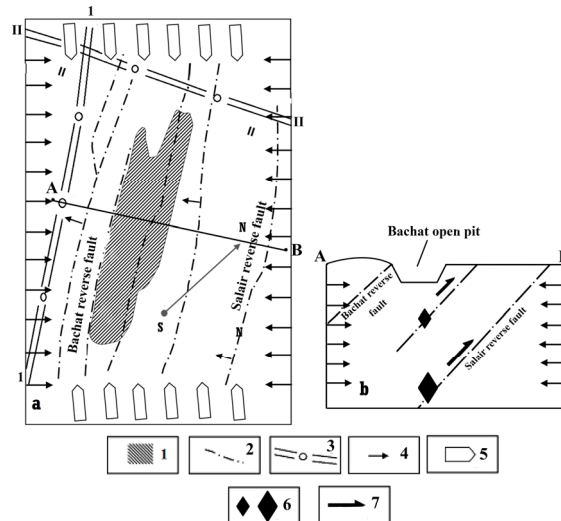 1
II
II
II
II
A
N
B
Bachat reverse fault
Salair reverse fault
S
N
1
a
Bachat open pit
A
Bachat reverse
fault
Salair reverse
fault
b
1
2
3
4
5
6
7